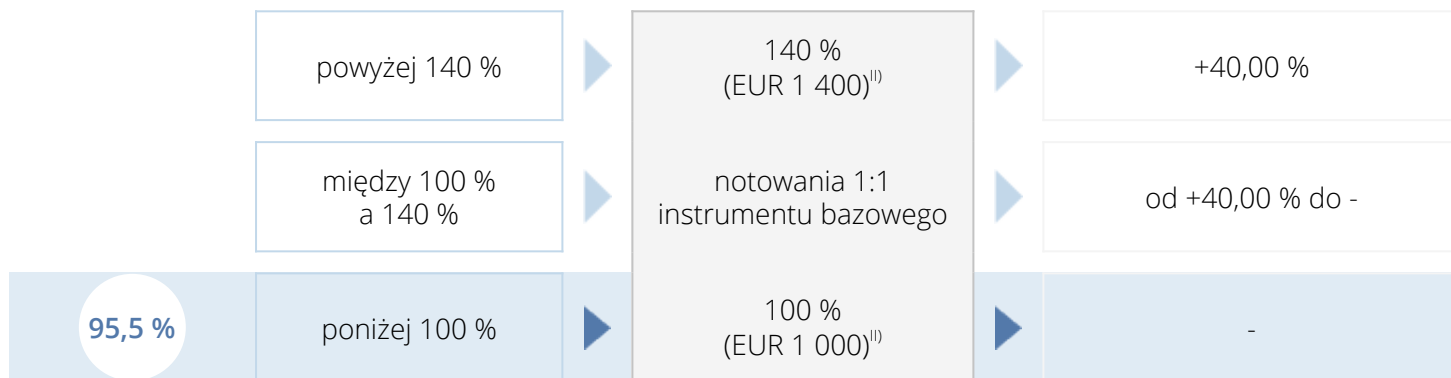 powyżej 140 %
140 %
(EUR 1 400)II)
+40,00 %
między 100 %
a 140 %
notowania 1:1
instrumentu bazowego
od +40,00 % do -
95,5 %
poniżej 100 %
100 %
(EUR 1 000)II)
-